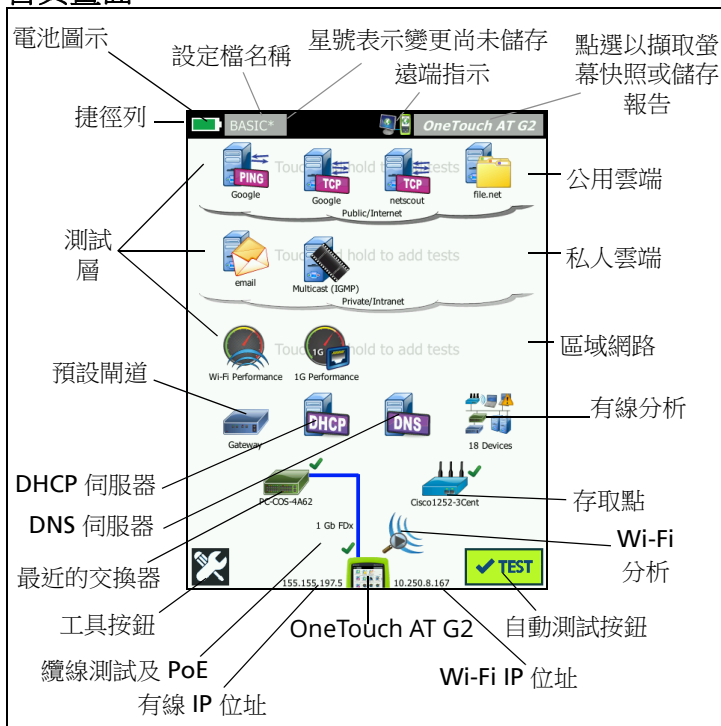 電池圖示
設定檔名稱
星號表示變更尚未儲存
遠端指示
點選以擷取螢
幕快照或儲存
報告
捷徑列
BASIC*
OneTouch AT G2
Touch and hold to add tests
PING
TCP
TCP
Google
Google
netscout
file.net
Public/Internet
公用雲端
測試
層
Touch and hold to add tests
email
Multicast (IGMP)
Private/Intranet
私人雲端
Touch and hold to add tests
1G
Wi-Fi Performance
1G Performance
區域網路
預設閘道
DHCP
DNS
Gateway
18 Devices
有線分析
DHCP 伺服器
PC-COS-4A62
Cisco1252-3Cent
存取點
DNS 伺服器
1 Gb FDx
Wi-Fi
分析
最近的交換器
TEST
155.155.197.5
10.250.8.167
工具按鈕
OneTouch AT G2
自動測試按鈕
纜線測試及 PoE
Wi-Fi IP 位址
有線 IP 位址